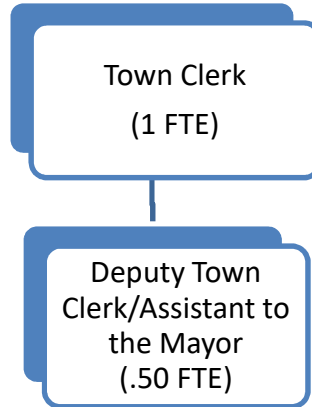 Town Clerk
(1 FTE)
Deputy Town
Clerk/Assistant to
the Mayor
(.50 FTE)